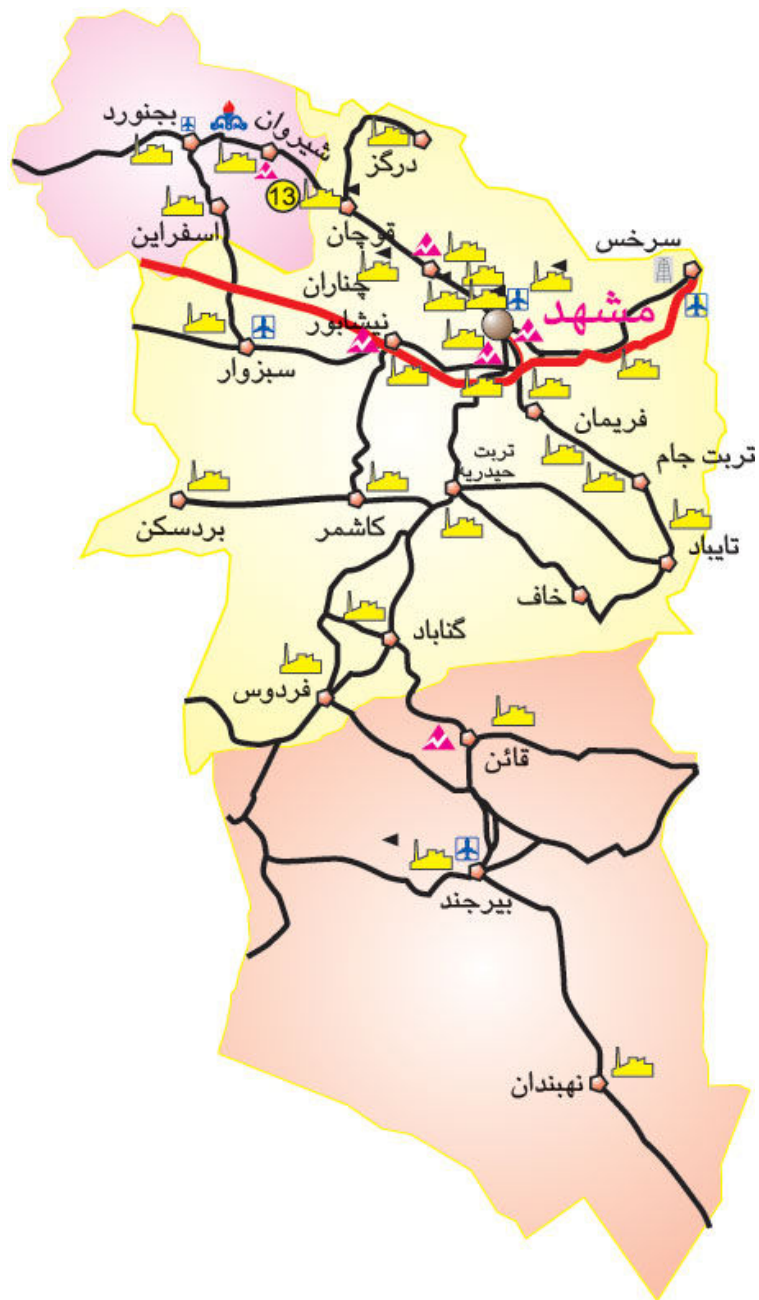 بجنورد
شیروان
درگز
13
اسفراین
قوچان
سرخس
چناران
مشهد
نیشابور
سبزوار
فریمان
تربت
حیدریه
تربت جام
بردسکن
کاشمر
تایباد
خاف
گناباد
فردوس
قائن
بیرجند
نهبندان